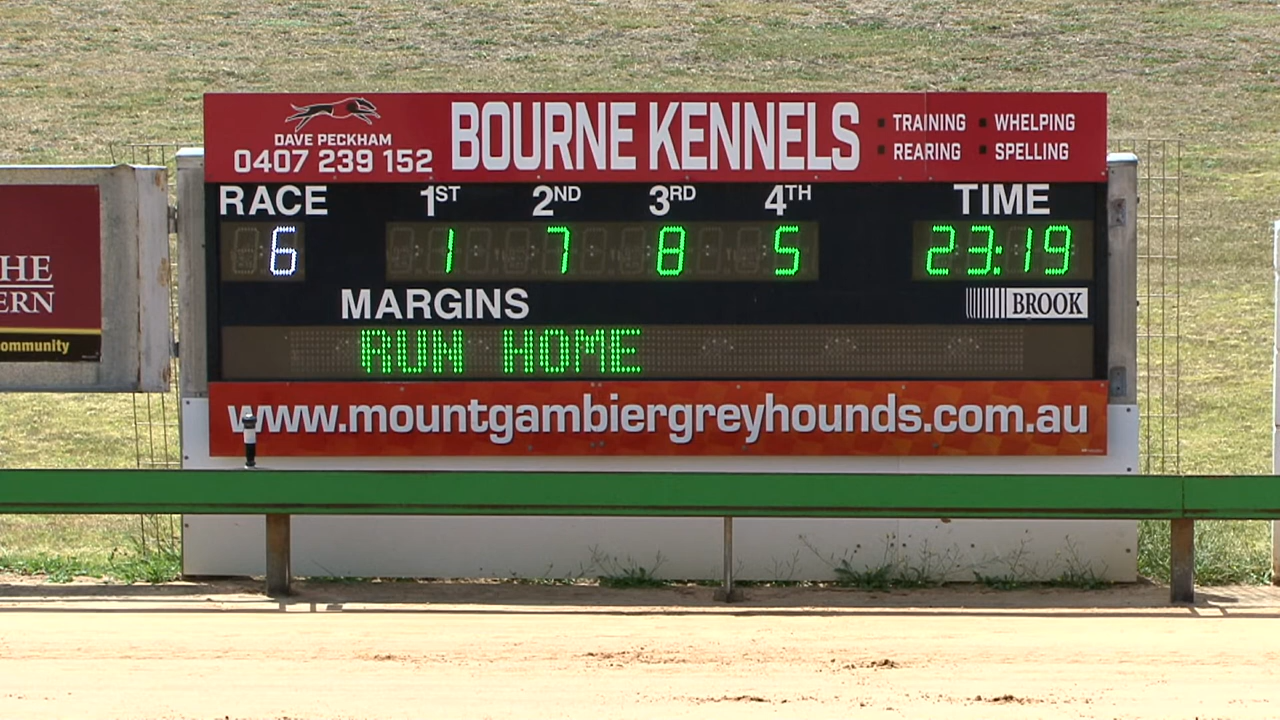 DAVE PECKHAM
0407 239 152
BOURNE KENNELS
TRAINING
REARING
WHELPING
SPELLING
RACE 1ST 2ND 3RD 4TH TIME
6 1 7 8 5 23:19
MARGINS
BROOK
RUN HOME
www.mountgambiergreyhounds.com.au
HE
ERN
ommunity